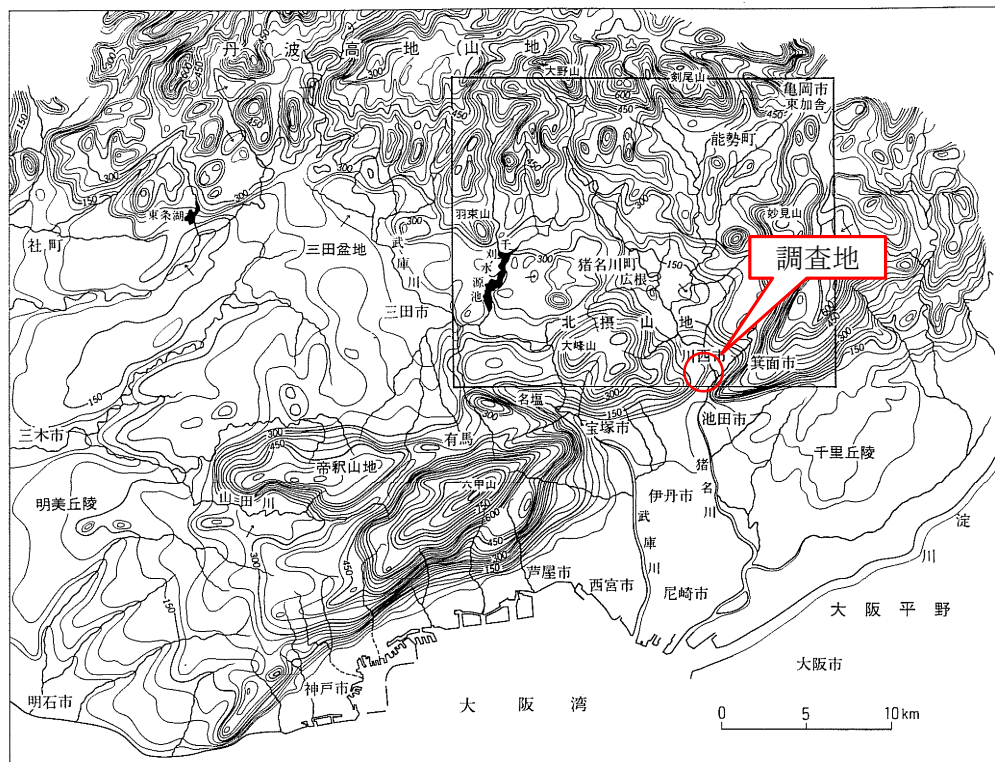 丹波高地(山地)
大野山
剣尾山
亀岡市
東加舎
能勢町
妙見山
羽束山
東条湖
社町
三田盆地
武庫川
千刈水源池
猪名川町
広根
調査地
三田市
北摂山地
大峰山
川西市
箕面市
名塩
池田市
宝塚市
三木市
有馬
千里丘陵
帝釈山地
猪名川
伊丹市
六甲山
明美丘陵
山田川
武庫川
淀川
芦屋市
西宮市
尼崎市
大阪平野
大阪市
明石市
神戸市
大阪湾
0 5 10km
150
300
450
600